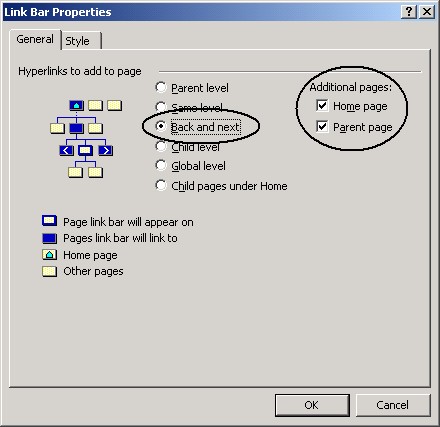 Link Bar Properties
General
Style
Hyperlinks to add to page
Parent level
Same level
Back and next
Child level
Global level
Child pages under Home
Additional pages:
Home page
Parent page
Page link bar will appear on
Pages link bar will link to
Home page
Other pages
OK
Cancel